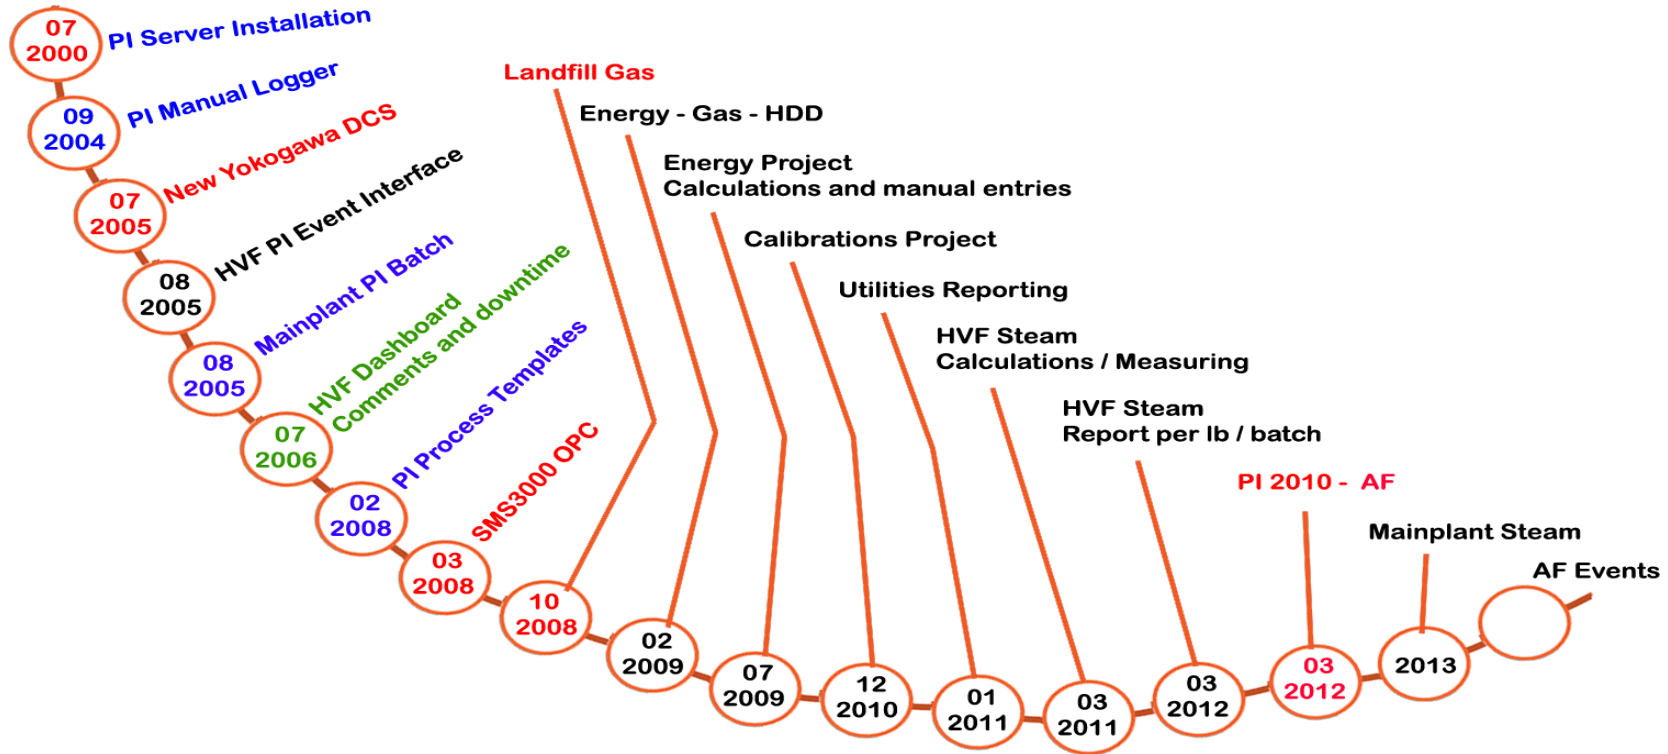 07
2000
PI Server Installation
09
2004
PI Manual Logger
07
2005
New Yokogawa DCS
08
2005
HVF PI Event Interface
08
2005
Mainplant PI Batch
07
2006
HVF Dashboard
Comments and downtime
02
2008
PI Process Templates
03
2008
SMS3000 OPC
10
2008
Landfill Gas
02
2009
Energy - Gas - HDD
07
2009
Energy Project
Calculations and manual entries
12
2010
Calibrations Project
01
2011
Utilities Reporting
03
2011
HVF Steam
Calculations / Measuring
03
2012
HVF Steam
Report per lb / batch
03
2012
PI 2010 - AF
2013
Mainplant Steam
AF Events